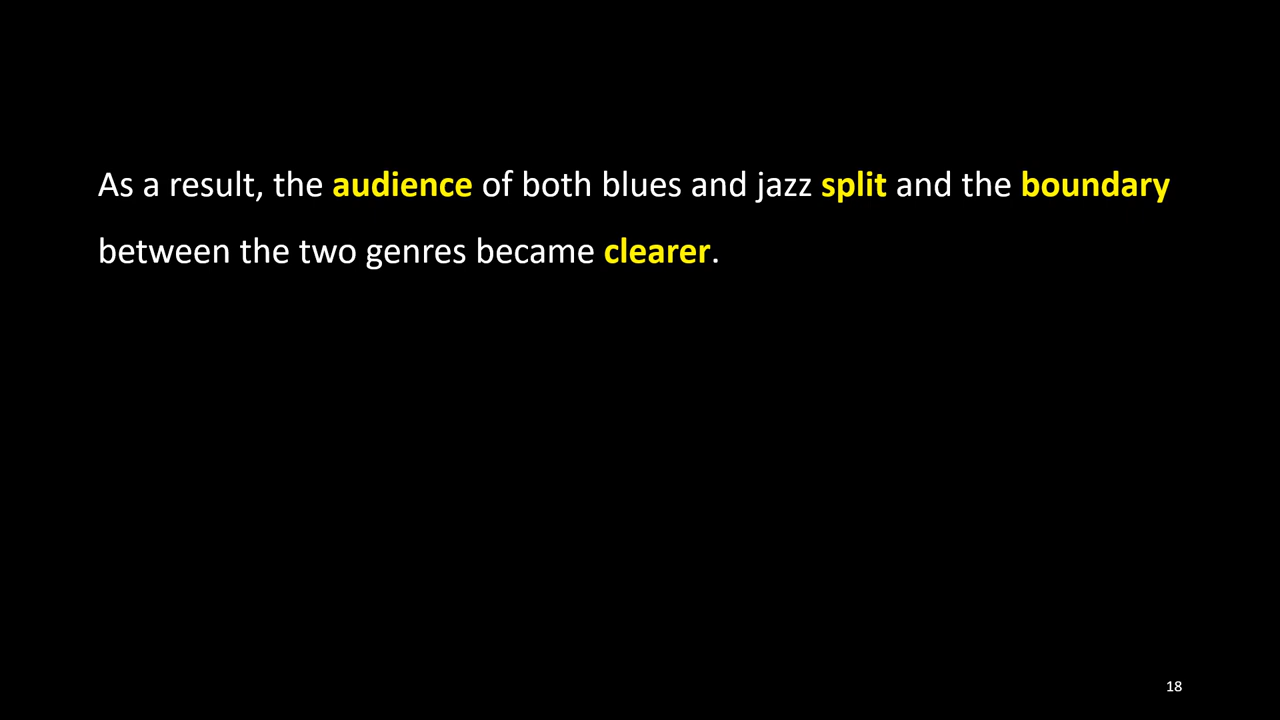 As a result, the audience of both blues and jazz split and the boundary
between the two genres became clearer.
18